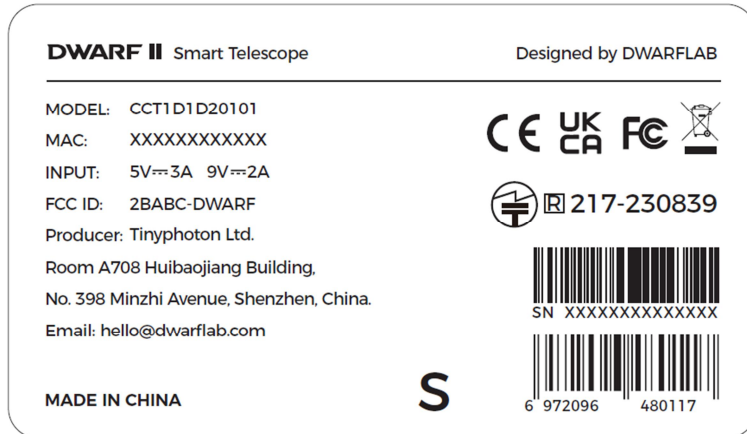 DWARF II Smart Telescope
Designed by DWARFLAB
MODEL: CCT1D1D20101
MAC: XXXXXXXXXXXX
INPUT: 5V⎓3A 9V⎓2A
FCC ID: 2BABC-DWARF
Producer: Tinyphoton Ltd.
Room A708 Huibaojiang Building,
No. 398 Minzhi Avenue, Shenzhen, China.
Email: hello@dwarflab.com
MADE IN CHINA
S
CE UK CA FC
R 217-230839
SN XXXXXXXXXXXXXX
6 972096 480117